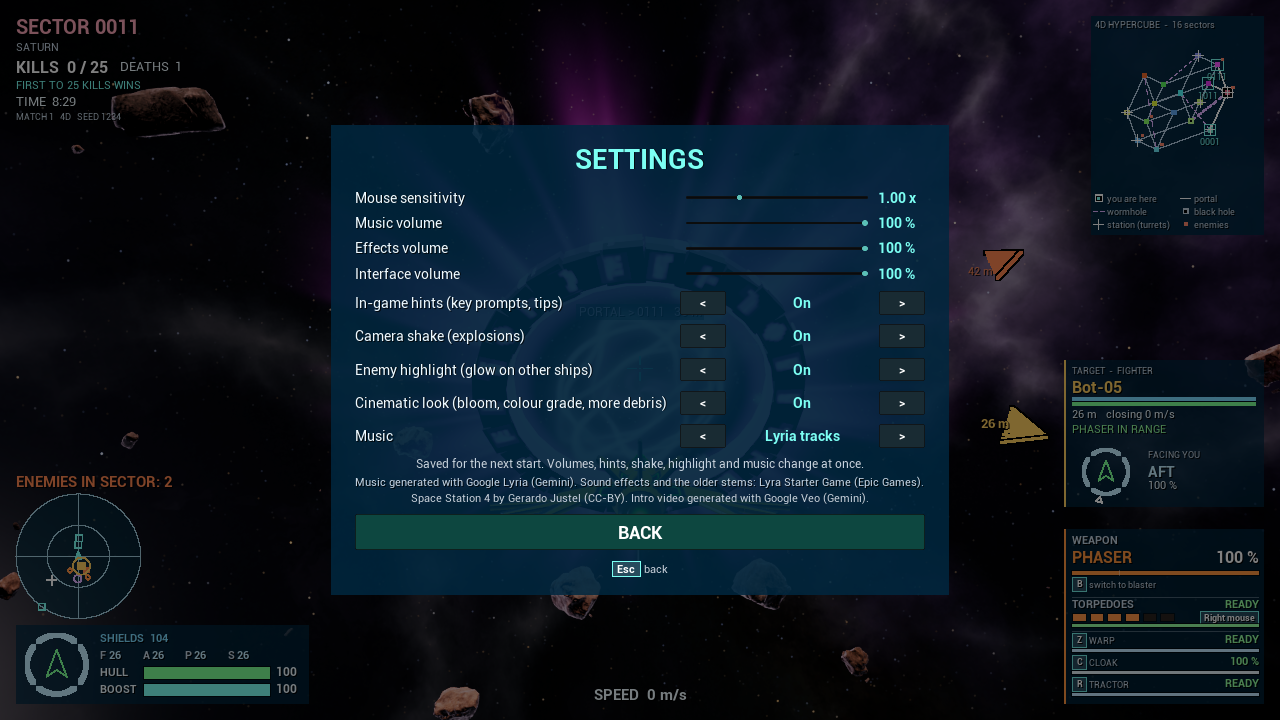 SECTOR 0011
SATURN
KILLS 0 / 25 DEATHS 1
FIRST TO 25 KILLS WINS
TIME 8:29
MATCH 1 4D SEED 1234
4D HYPERCUBE - 16 sectors
0001
you are here
portal
wormhole
black hole
station (turrets)
enemies
SETTINGS
Mouse sensitivity 1.00 x
Music volume 100 %
Effects volume 100 %
Interface volume 100 %
In-game hints (key prompts, tips) < On >
Camera shake (explosions) < On >
Enemy highlight (glow on other ships) < On >
Cinematic look (bloom, colour grade, more debris) < On >
Music < Lyria tracks >
Saved for the next start. Volumes, hints, shake, highlight and music change at once.
Music generated with Google Lyria (Gemini). Sound effects and the older stems: Lyra Starter Game (Epic Games).
Space Station 4 by Gerardo Justel (CC-BY). Intro video generated with Google Veo (Gemini).
BACK
Esc back
42 m
26 m
TARGET - FIGHTER
Bot-05
26 m closing 0 m/s
PHASER IN RANGE
FACING YOU
AFT
100 %
ENEMIES IN SECTOR: 2
SHIELDS 104
F 26 A 26 P 26 S 26
HULL 100
BOOST 100
SPEED 0 m/s
WEAPON
PHASER 100 %
B switch to blaster
TORPEDOES READY
Right mouse
Z WARP READY
C CLOAK 100 %
R TRACTOR READY